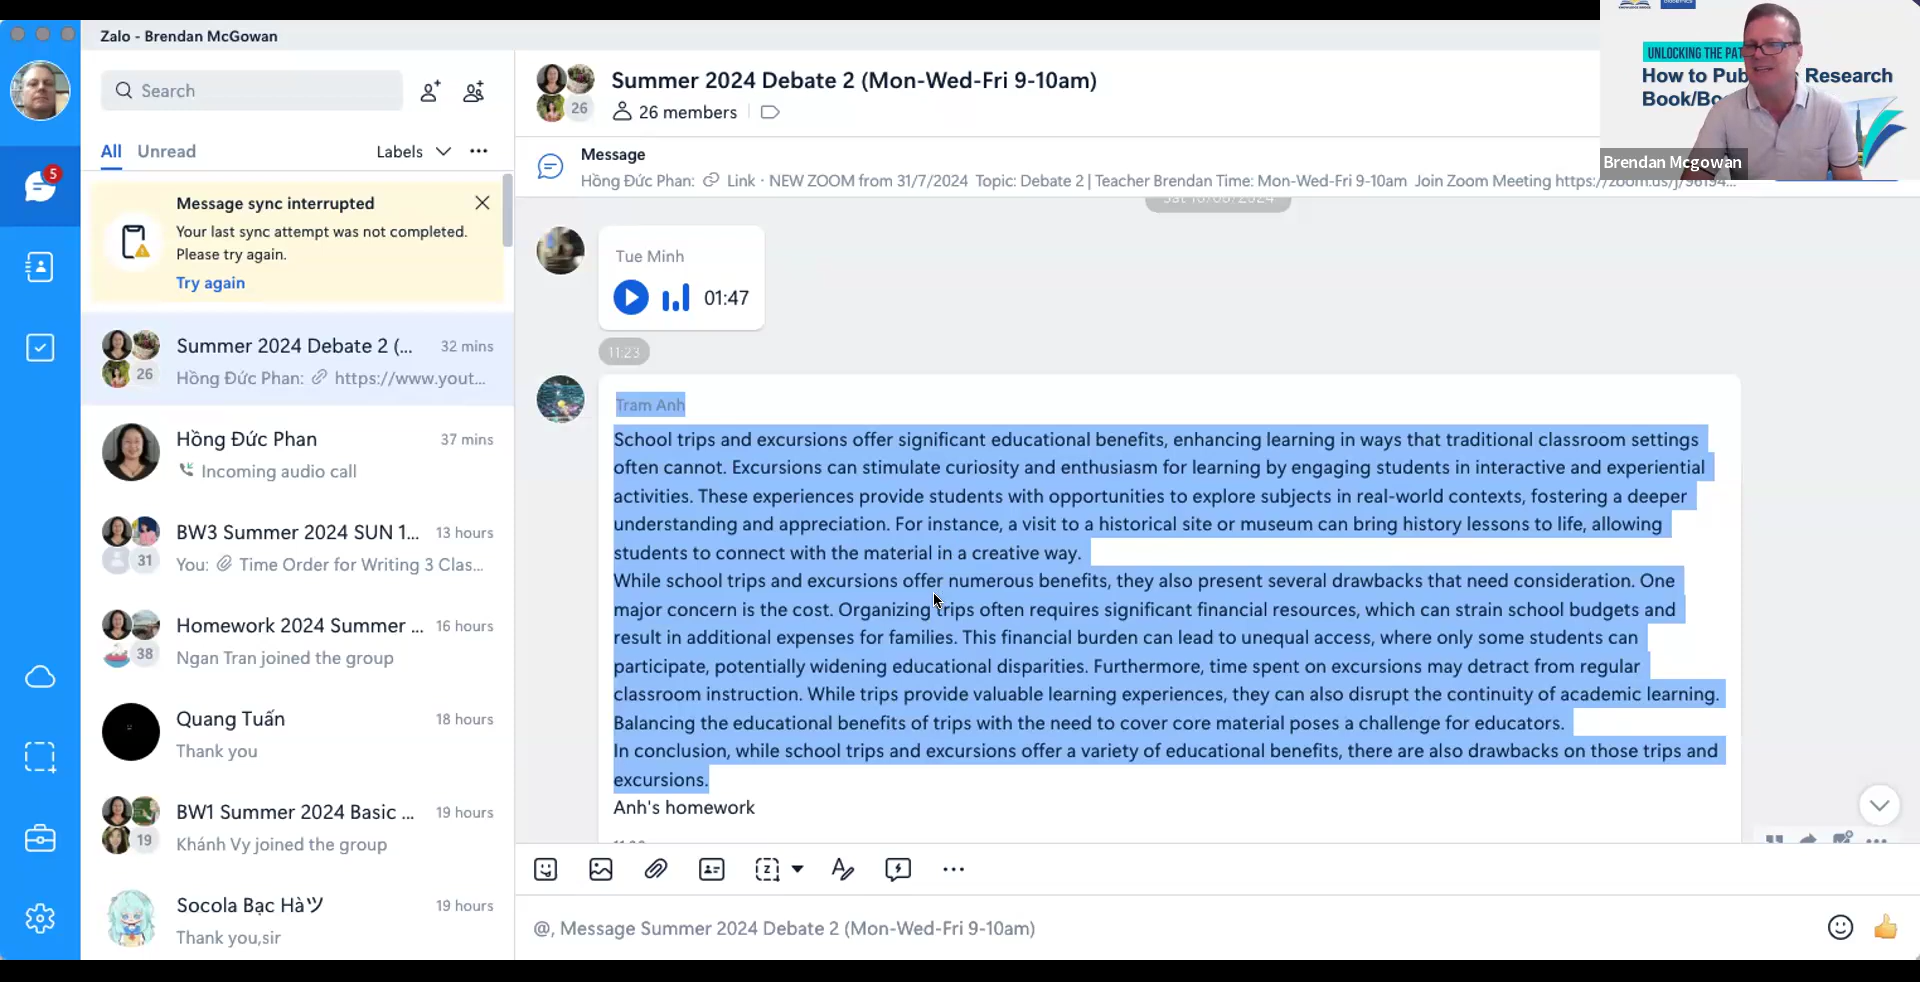 Zalo - Brendan McGowan
Search
All Unread Labels
5
Message sync interrupted
Your last sync attempt was not completed.
Please try again.
Try again
Summer 2024 Debate 2 (... 32 mins
26 Hồng Đức Phan: https://www.yout...
Hồng Đức Phan 37 mins
Incoming audio call
BW3 Summer 2024 SUN 1... 13 hours
31 You: Time Order for Writing 3 Clas...
Homework 2024 Summer ... 16 hours
38 Ngan Tran joined the group
Quang Tuấn 18 hours
Thank you
BW1 Summer 2024 Basic ... 19 hours
19 Khánh Vy joined the group
Socola Bạc Hàツ 19 hours
Thank you,sir
Summer 2024 Debate 2 (Mon-Wed-Fri 9-10am)
26 26 members
Message
Hồng Đức Phan: Link · NEW ZOOM from 31/7/2024 Topic: Debate 2 | Teacher Brendan Time: Mon-Wed-Fri 9-10am Join Zoom Meeting https://zoom.us/j/96194...
Tue Minh
01:47
11:23
Tram Anh
School trips and excursions offer significant educational benefits, enhancing learning in ways that traditional classroom settings
often cannot. Excursions can stimulate curiosity and enthusiasm for learning by engaging students in interactive and experiential
activities. These experiences provide students with opportunities to explore subjects in real-world contexts, fostering a deeper
understanding and appreciation. For instance, a visit to a historical site or museum can bring history lessons to life, allowing
students to connect with the material in a creative way.
While school trips and excursions offer numerous benefits, they also present several drawbacks that need consideration. One
major concern is the cost. Organizing trips often requires significant financial resources, which can strain school budgets and
result in additional expenses for families. This financial burden can lead to unequal access, where only some students can
participate, potentially widening educational disparities. Furthermore, time spent on excursions may detract from regular
classroom instruction. While trips provide valuable learning experiences, they can also disrupt the continuity of academic learning.
Balancing the educational benefits of trips with the need to cover core material poses a challenge for educators.
In conclusion, while school trips and excursions offer a variety of educational benefits, there are also drawbacks on those trips and
excursions.
Anh's homework
@, Message Summer 2024 Debate 2 (Mon-Wed-Fri 9-10am)
UNLOCKING THE
How to Research
Brendan Mcgowan